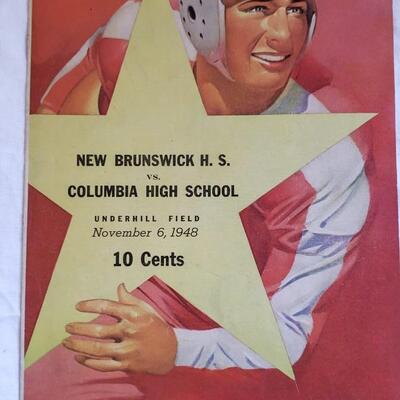 NEW BRUNSWICK H. S.
vs.
COLUMBIA HIGH SCHOOL
UNDERHILL FIELD
November 6, 1948
10 Cents